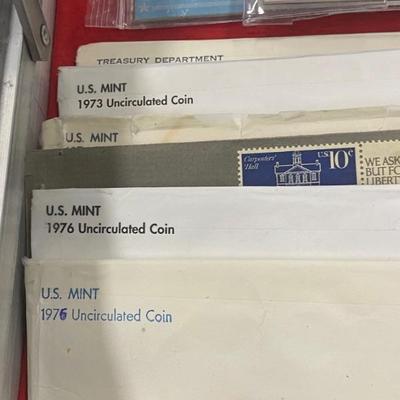 TREASURY DEPARTMENT
U.S. MINT
1973 Uncirculated Coin
U.S. MINT
Carpenters'
Hall
U.S. 10c
WE ASK
BUT FO
LIBERT
U.S. MINT
1976 Uncirculated Coin
U.S. MINT
1976 Uncirculated Coin